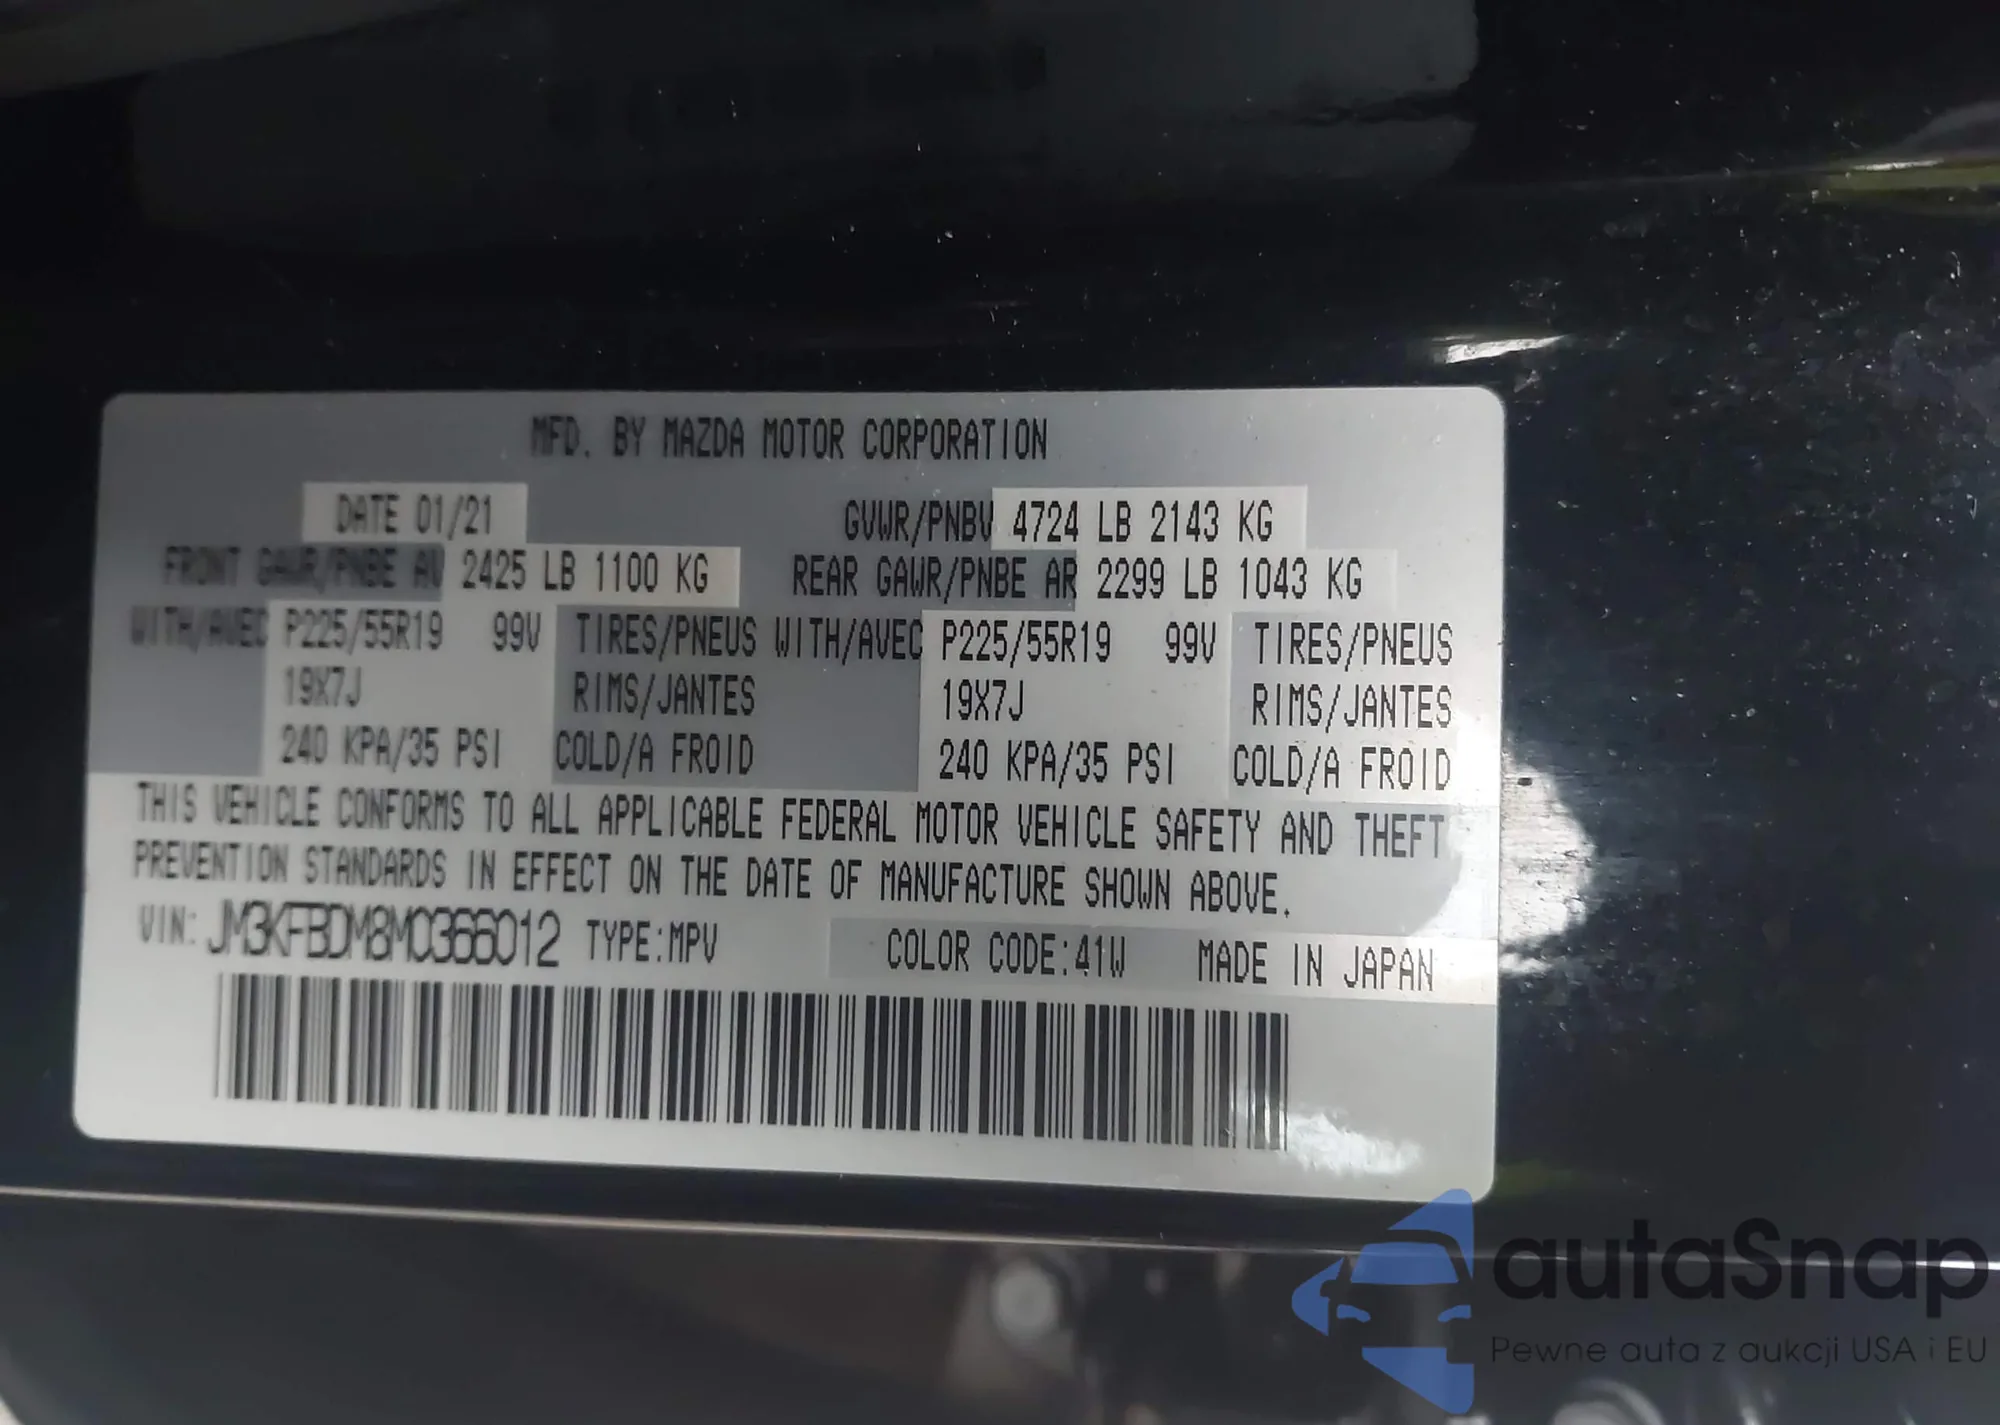 MFD. BY MAZDA MOTOR CORPORATION
DATE 01/21 GVWR/PNBV 4724 LB 2143 KG
FRONT GAWR/PNBE AV 2425 LB 1100 KG REAR GAWR/PNBE AR 2299 LB 1043 KG
WITH/AVEC P225/55R19 99V TIRES/PNEUS WITH/AVEC P225/55R19 99V TIRES/PNEUS
19X7J RIMS/JANTES 19X7J RIMS/JANTES
240 KPA/35 PSI COLD/A FROID 240 KPA/35 PSI COLD/A FROID
THIS VEHICLE CONFORMS TO ALL APPLICABLE FEDERAL MOTOR VEHICLE SAFETY AND THEFT
PREVENTION STANDARDS IN EFFECT ON THE DATE OF MANUFACTURE SHOWN ABOVE.
VIN: JM3KFBDM8M0366012 TYPE:MPV COLOR CODE:41W MADE IN JAPAN
autaSnap
Pewne auta z aukcji USA i EU